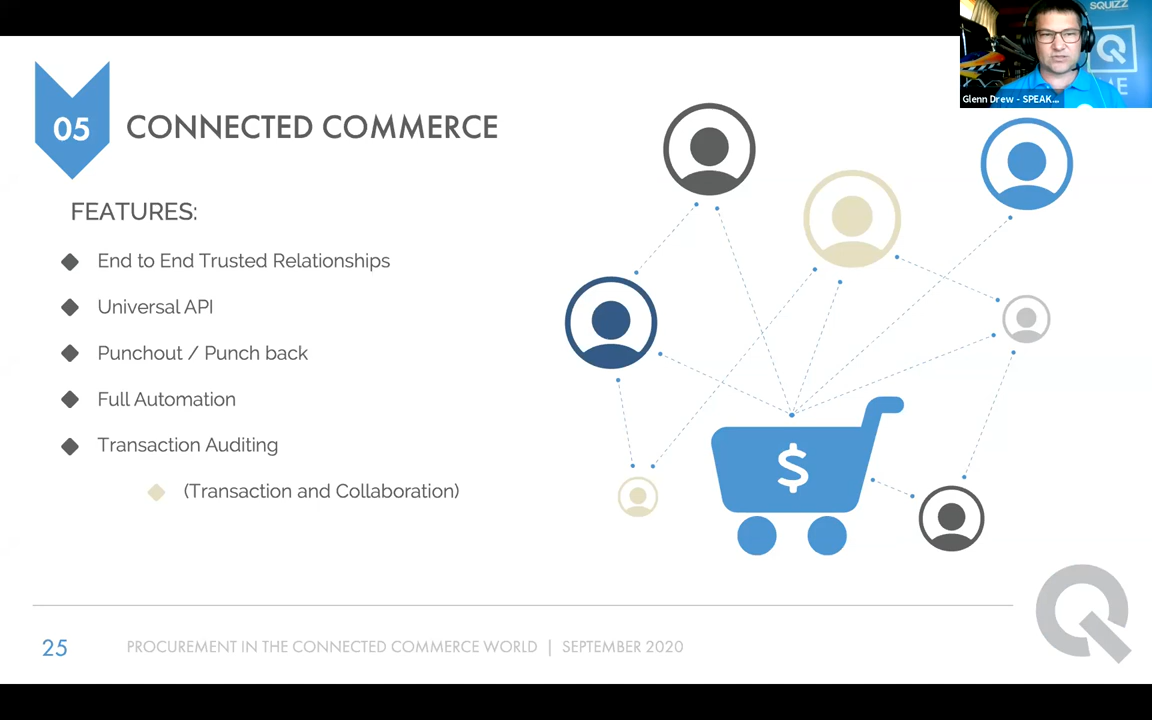 SQUIZZ
ME
Glenn Drew - SPEAK...
05
CONNECTED COMMERCE
FEATURES:
End to End Trusted Relationships
Universal API
Punchout / Punch back
Full Automation
Transaction Auditing
(Transaction and Collaboration)
$
25
PROCUREMENT IN THE CONNECTED COMMERCE WORLD | SEPTEMBER 2020